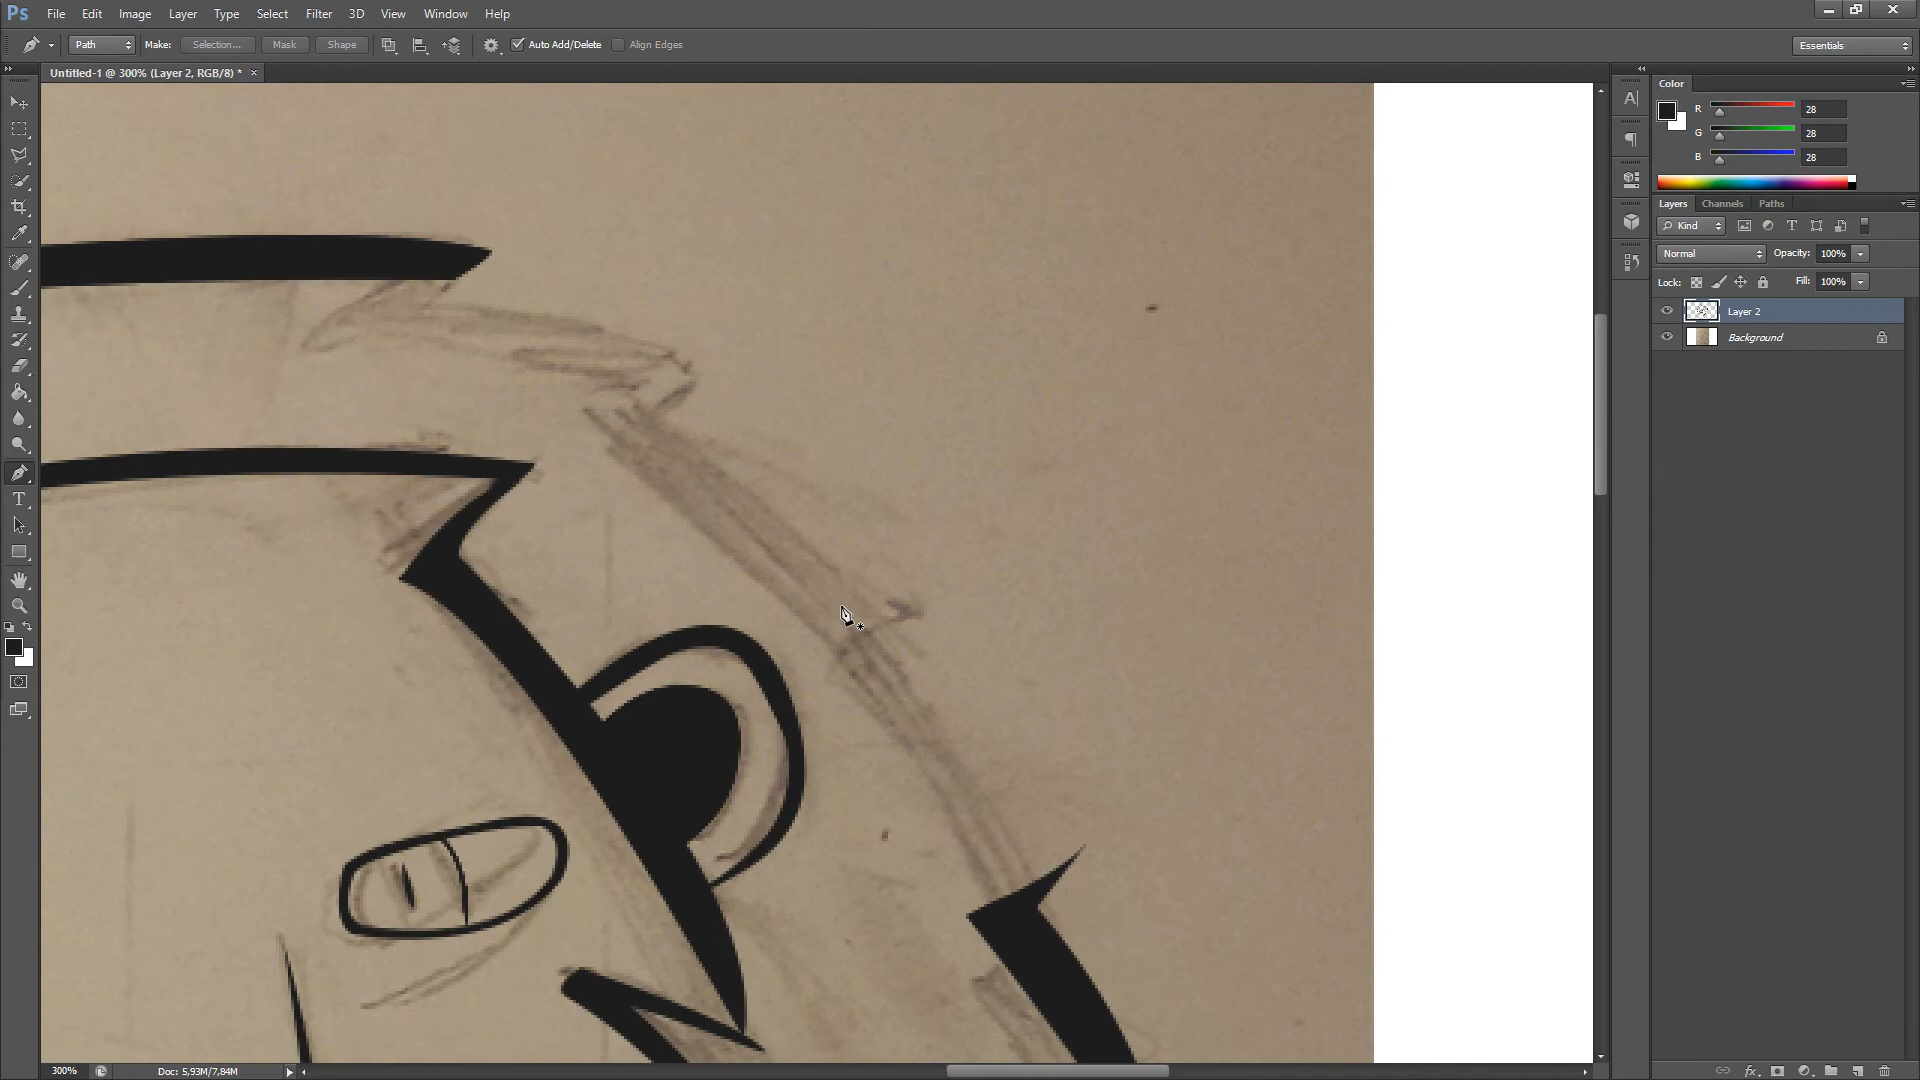 Ps File Edit Image Layer Type Select Filter 3D View Window Help
Path Make: Selection... Mask Shape Auto Add/Delete Align Edges Essentials
Untitled-1 @ 300% (Layer 2, RGB/8) * ×
Color
R 28
G 28
B 28
Layers Channels Paths
Kind
Normal Opacity: 100%
Lock: Fill: 100%
Layer 2
Background
300% Doc: 5,93M/7,84M